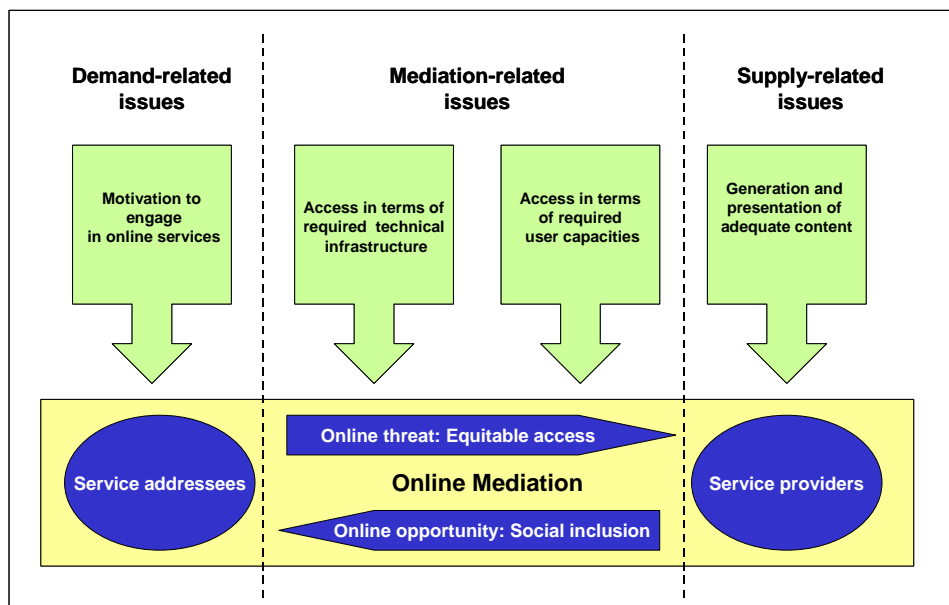 Demand-related
issues
Mediation-related
issues
Supply-related
issues
Motivation to
engage
in online services
Access in terms of
required technical
infrastructure
Access in terms
of required
user capacities
Generation and
presentation of
adequate content
Online threat: Equitable access
Service addressees
Online Mediation
Service providers
Online opportunity: Social inclusion